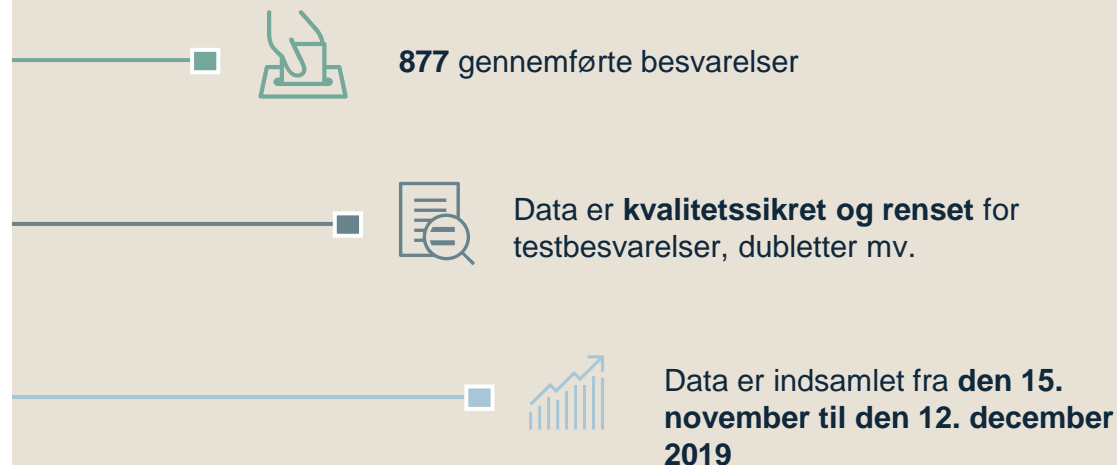 877 gennemførte besvarelser
Data er kvalitetssikret og renset for
testbesvarelser, dubletter mv.
Data er indsamlet fra den 15.
november til den 12. december
2019